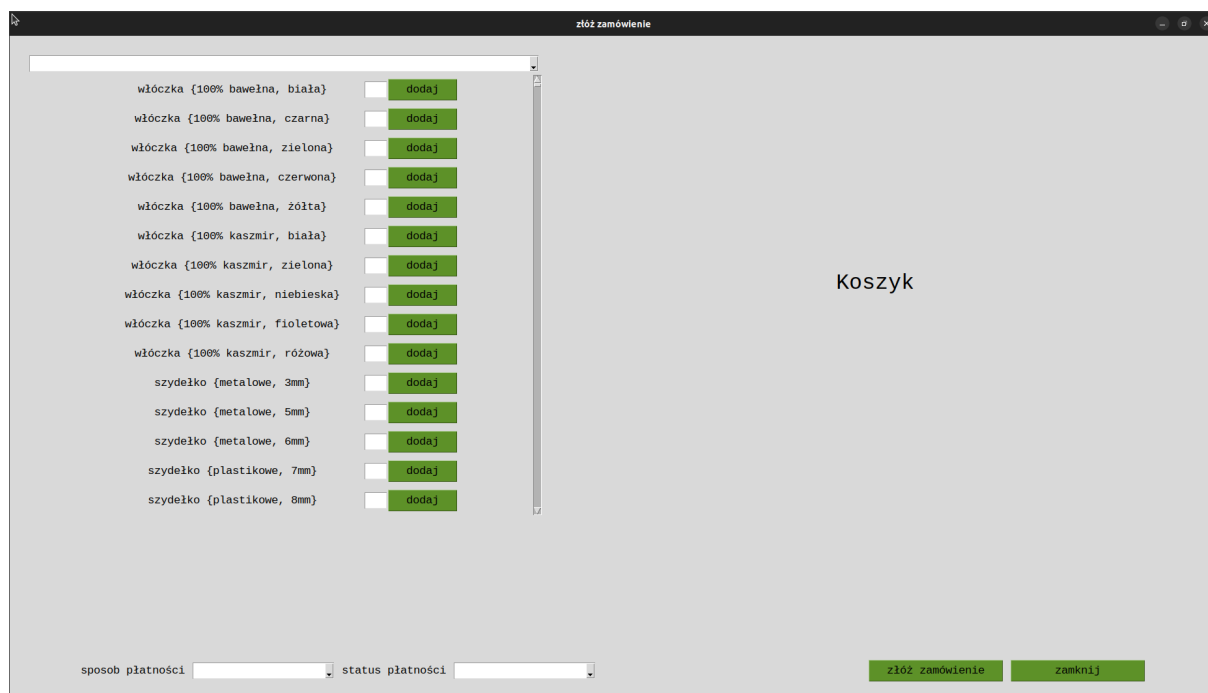 złóż zamówienie
włóczka {100% bawełna, biała} dodaj
włóczka {100% bawełna, czarna} dodaj
włóczka {100% bawełna, zielona} dodaj
włóczka {100% bawełna, czerwona} dodaj
włóczka {100% bawełna, żółta} dodaj
włóczka {100% kaszmir, biała} dodaj
włóczka {100% kaszmir, zielona} dodaj
włóczka {100% kaszmir, niebieska} dodaj
włóczka {100% kaszmir, fioletowa} dodaj
włóczka {100% kaszmir, różowa} dodaj
szydełko {metalowe, 3mm} dodaj
szydełko {metalowe, 5mm} dodaj
szydełko {metalowe, 6mm} dodaj
szydełko {plastikowe, 7mm} dodaj
szydełko {plastikowe, 8mm} dodaj
Koszyk
sposob płatności status płatności złóż zamówienie zamknij